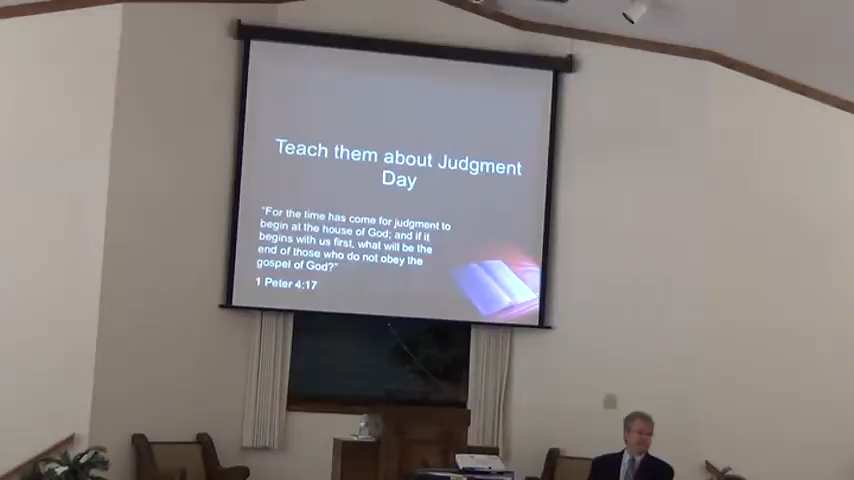 Teach them about Judgment
Day
"For the time has come for judgment to
begin at the house of God; and if it
begins with us first, what will be the
end of those who do not obey the
gospel of God?"
1 Peter 4:17